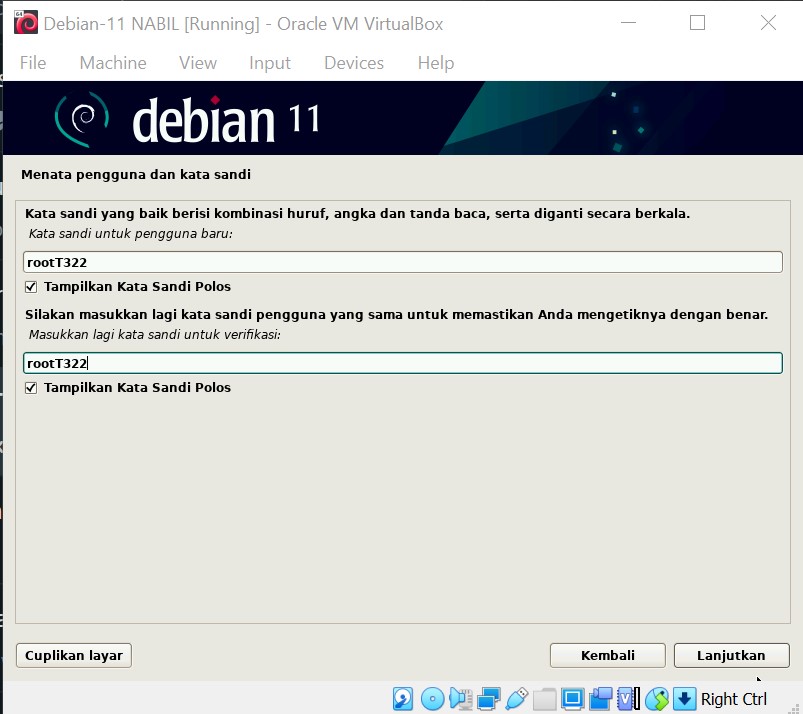 Debian-11 NABIL [Running] - Oracle VM VirtualBox
File Machine View Input Devices Help
debian 11
Menata pengguna dan kata sandi
Kata sandi yang baik berisi kombinasi huruf, angka dan tanda baca, serta diganti secara berkala.
Kata sandi untuk pengguna baru:
rootT322
Tampilkan Kata Sandi Polos
Silakan masukkan lagi kata sandi pengguna yang sama untuk memastikan Anda mengetiknya dengan benar.
Masukkan lagi kata sandi untuk verifikasi:
rootT322
Tampilkan Kata Sandi Polos
Cuplikan layar Kembali Lanjutkan
Right Ctrl